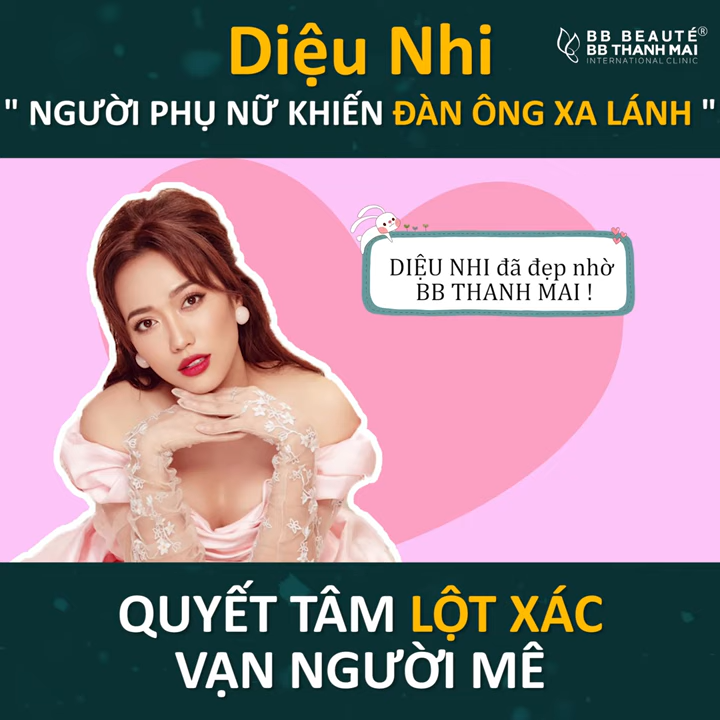 Diệu Nhi
BB BEAUTÉ®
BB THANH MAI
INTERNATIONAL CLINIC
" NGƯỜI PHỤ NỮ KHIẾN ĐÀN ÔNG XA LÁNH "
DIỆU NHI đã đẹp nhờ
BB THANH MAI !
QUYẾT TÂM LỘT XÁC
VẠN NGƯỜI MÊ